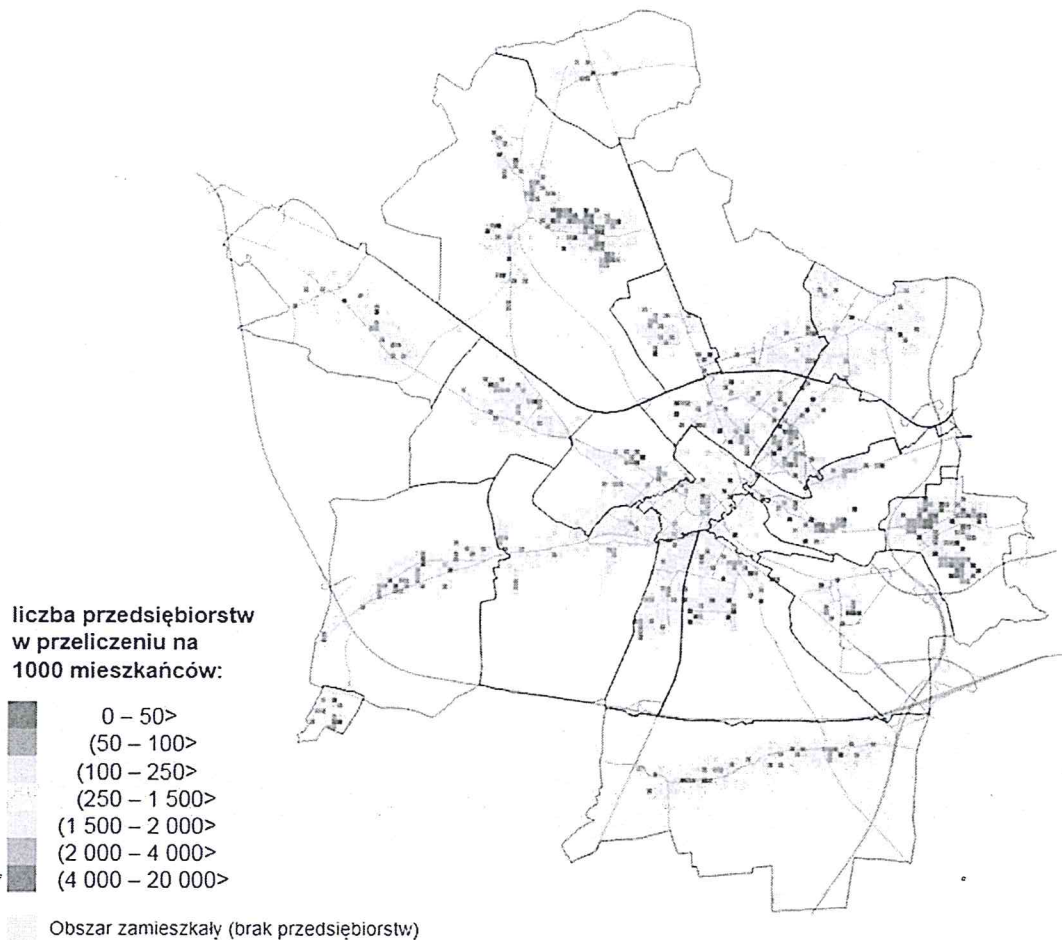 liczba przedsiębiorstw
w przeliczeniu na
1000 mieszkańców:
0 – 50>
(50 – 100>
(100 – 250>
(250 – 1 500>
(1 500 – 2 000>
(2 000 – 4 000>
(4 000 – 20 000>
Obszar zamieszkały (brak przedsiębiorstw)